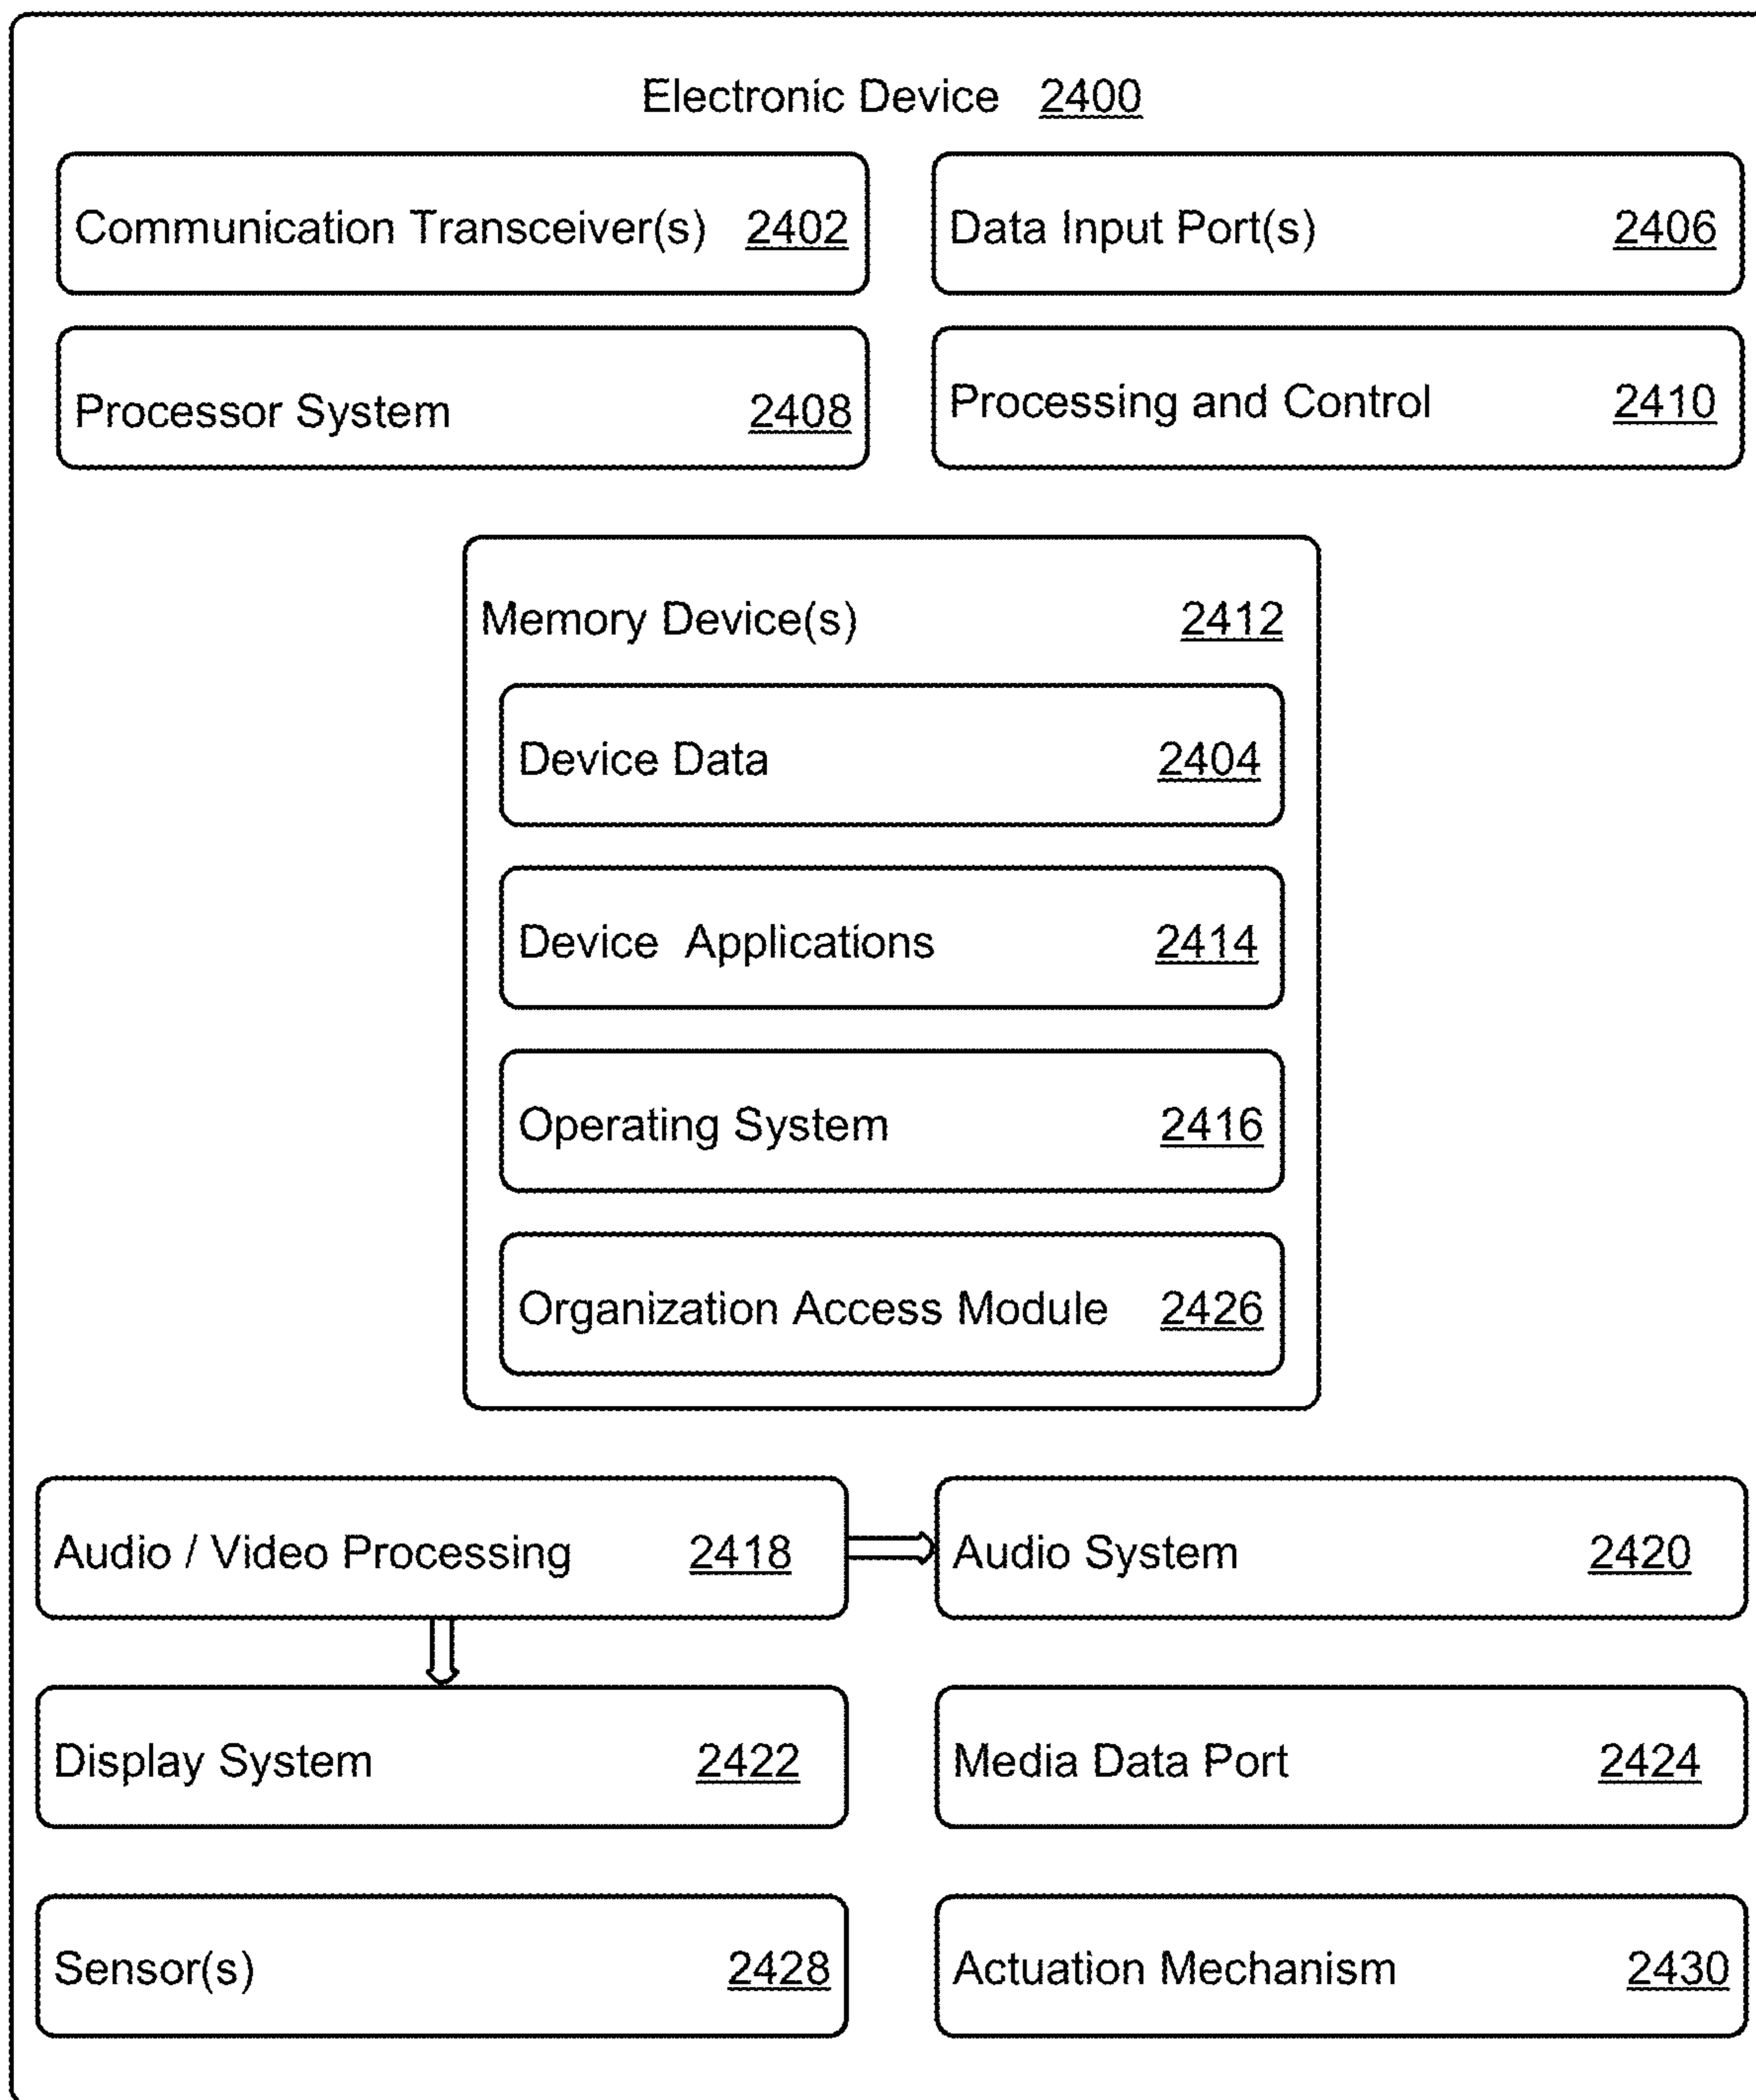 Electronic Device 2400
Communication Transceiver(s) 2402
Data Input Port(s) 2406
Processor System 2408
Processing and Control 2410
Memory Device(s) 2412
Device Data 2404
Device Applications 2414
Operating System 2416
Organization Access Module 2426
Audio / Video Processing 2418
Audio System 2420
Display System 2422
Media Data Port 2424
Sensor(s) 2428
Actuation Mechanism 2430